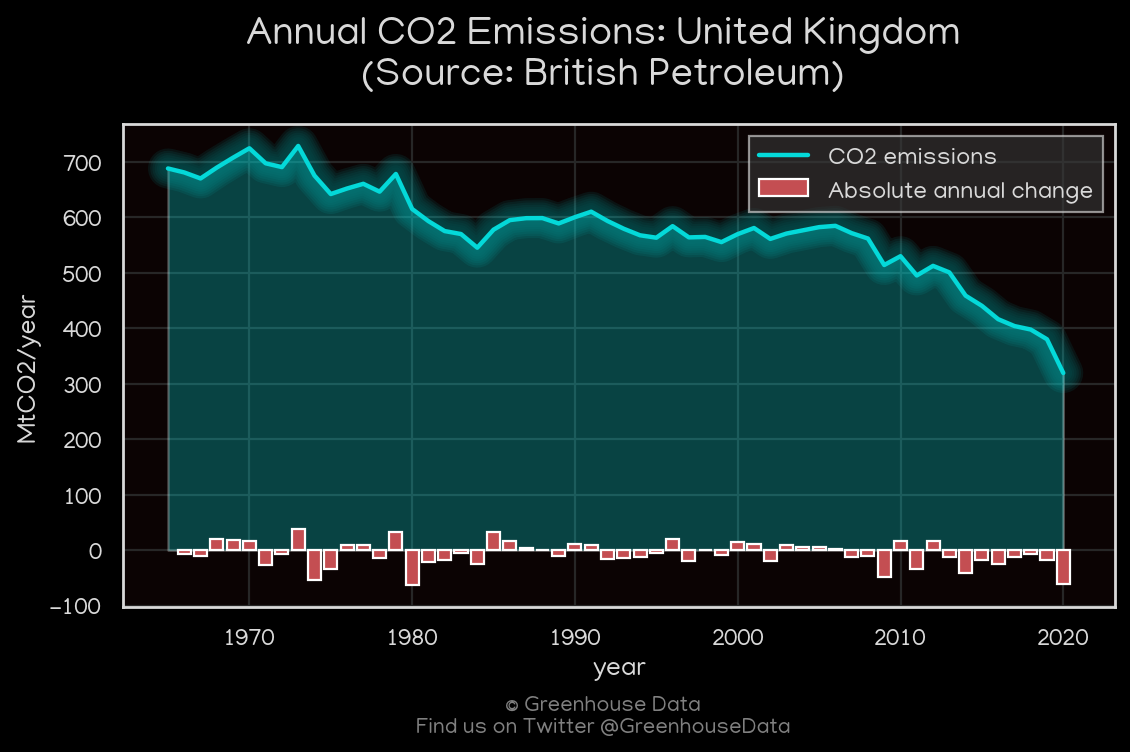 Annual CO2 Emissions: United Kingdom
(Source: British Petroleum)
CO2 emissions
Absolute annual change
MtCO2/year
700
600
500
400
300
200
100
0
−100
1970 1980 1990 2000 2010 2020
year
© Greenhouse Data
Find us on Twitter @GreenhouseData